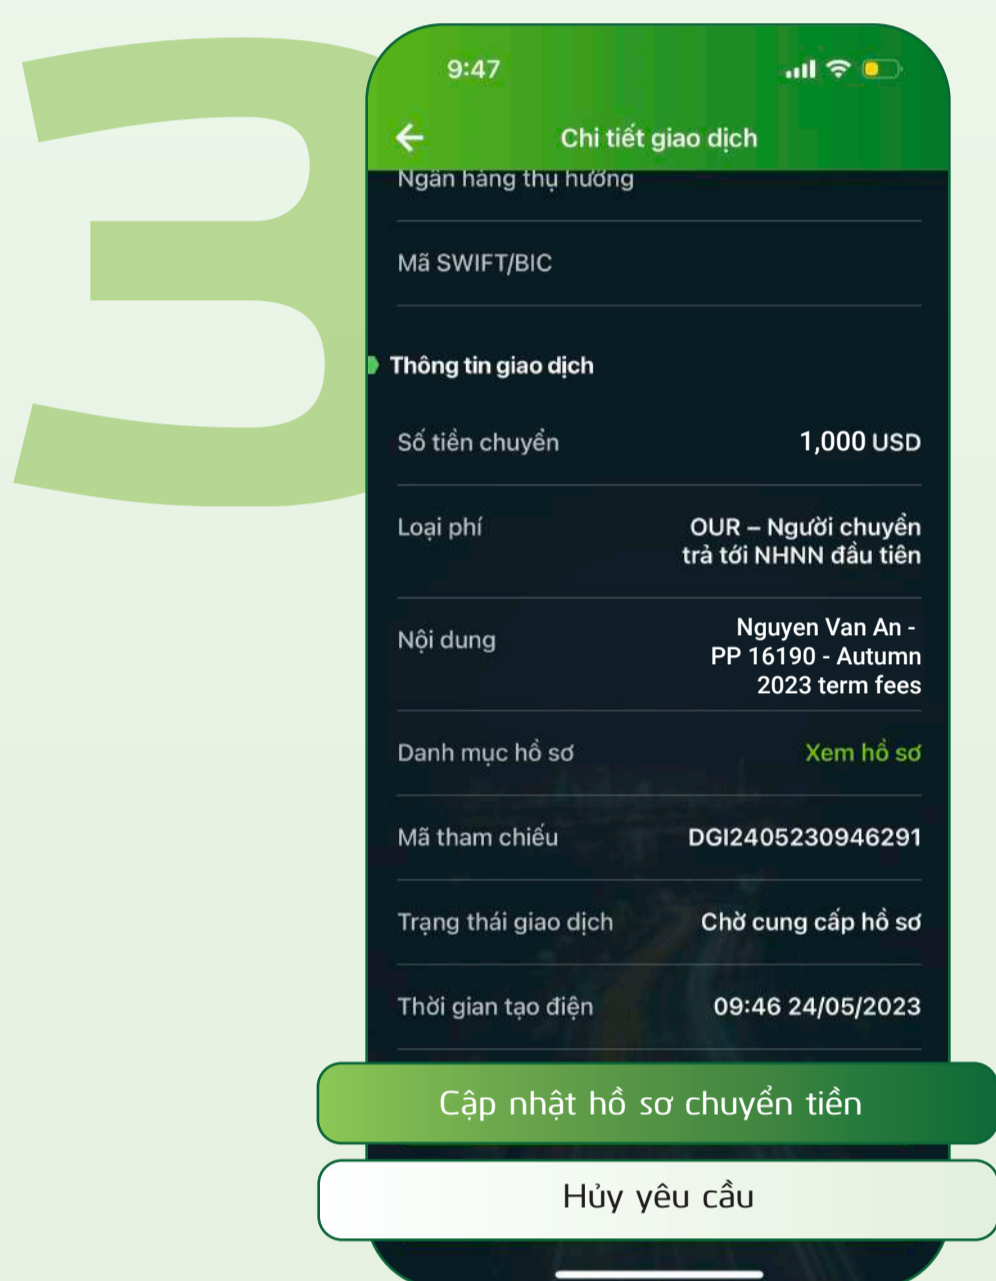 3
9:47
Chi tiết giao dịch
Ngân hàng thụ hưởng
Mã SWIFT/BIC
Thông tin giao dịch
Số tiền chuyển 1,000 USD
Loại phí OUR – Người chuyển
trả tới NHNN đầu tiên
Nội dung Nguyen Van An -
PP 16190 - Autumn
2023 term fees
Danh mục hồ sơ Xem hồ sơ
Mã tham chiếu DGI2405230946291
Trạng thái giao dịch Chờ cung cấp hồ sơ
Thời gian tạo điện 09:46 24/05/2023
Cập nhật hồ sơ chuyển tiền
Hủy yêu cầu